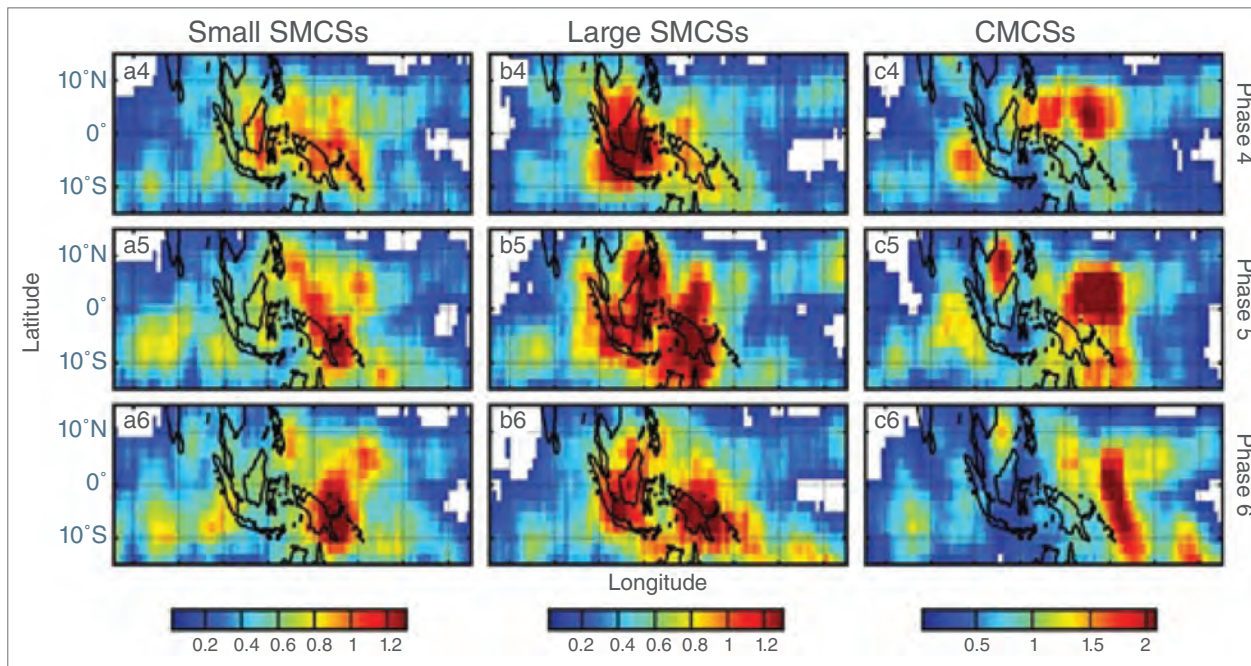 Small SMCSs
Large SMCSs
CMCSs
a4
b4
c4
10˚N
0˚
10˚S
Phase 4
a5
b5
c5
10˚N
0˚
10˚S
Phase 5
Latitude
a6
b6
c6
10˚N
0˚
10˚S
Phase 6
Longitude
0.2 0.4 0.6 0.8 1 1.2
0.2 0.4 0.6 0.8 1 1.2
0.5 1 1.5 2